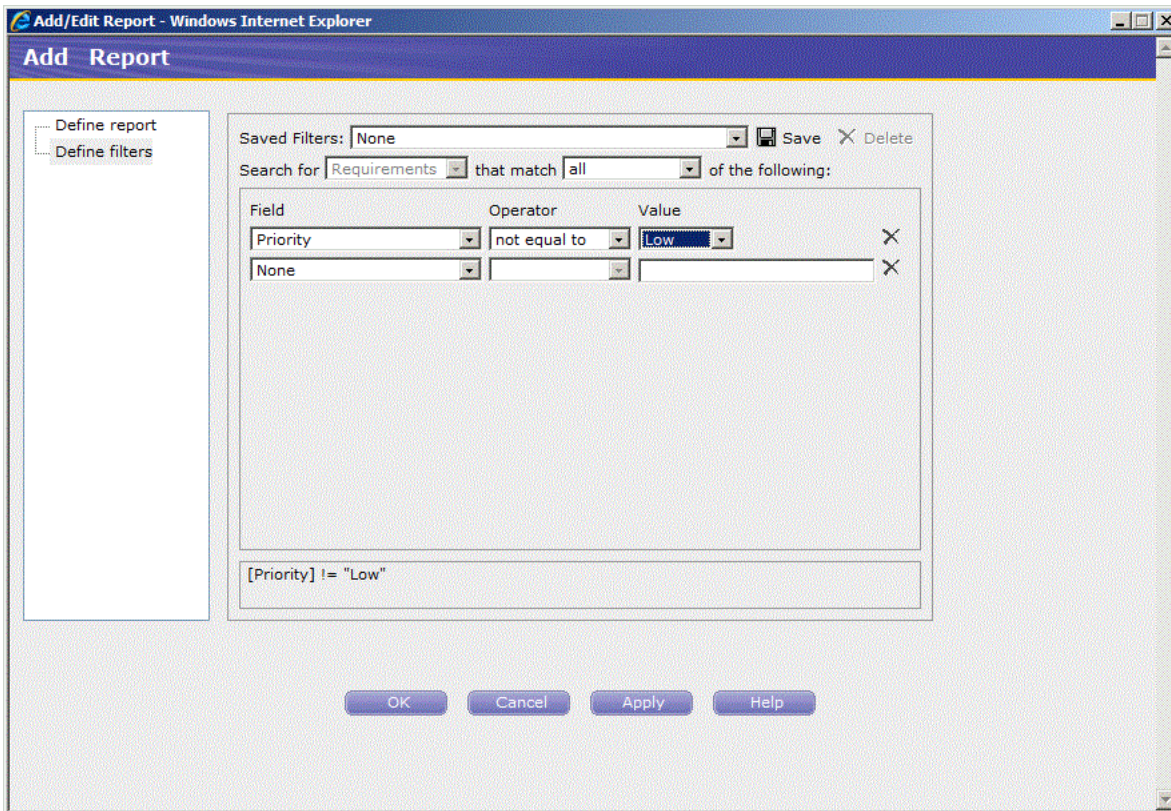 Add/Edit Report - Windows Internet Explorer
Add Report
Define report
Define filters
Saved Filters: None Save Delete
Search for Requirements that match all of the following:
Field Operator Value
Priority not equal to Low
None
[Priority] != "Low"
OK Cancel Apply Help